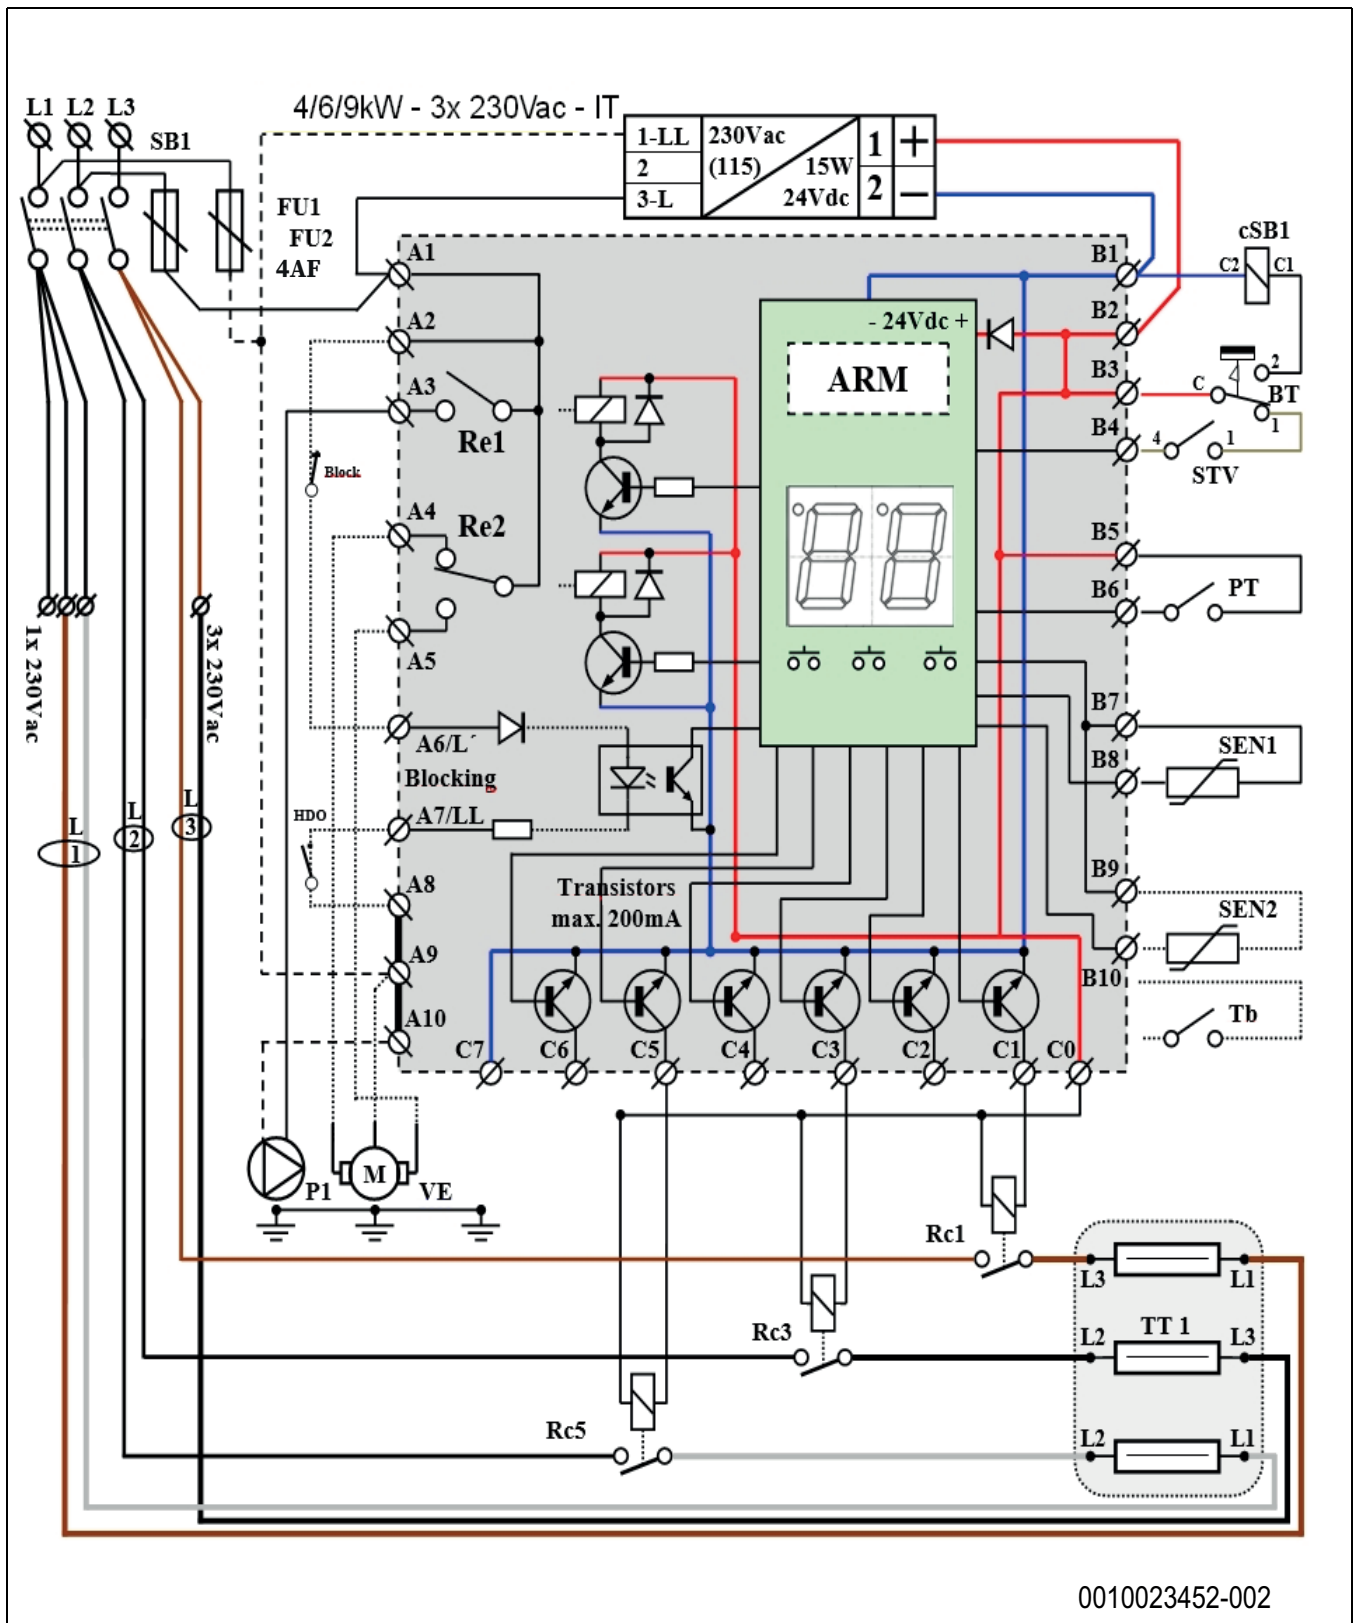 4/6/9kW - 3x 230Vac - IT
L1 L2 L3
SB1
1-LL
2
3-L
230Vac
(115)
15W
24Vdc
1 +
2 −
FU1
FU2
4AF
A1
A2
A3
Re1
Block
A4
Re2
A5
A6/L´
Blocking
A7/LL
HDO
A8
A9
A10
- 24Vdc +
ARM
B1
B2
B3
B4
B5
B6
B7
B8
B9
B10
cSB1
C2 C1
2
C
BT
1
4 1
STV
PT
SEN1
SEN2
Tb
1x 230Vac
3x 230Vac
L
1
L
2
L
3
Transistors
max. 200mA
C7 C6 C5 C4 C3 C2 C1 C0
P1
M
VE
Rc1
L3 L1
Rc3
TT 1
L2 L3
Rc5
L2 L1
0010023452-002